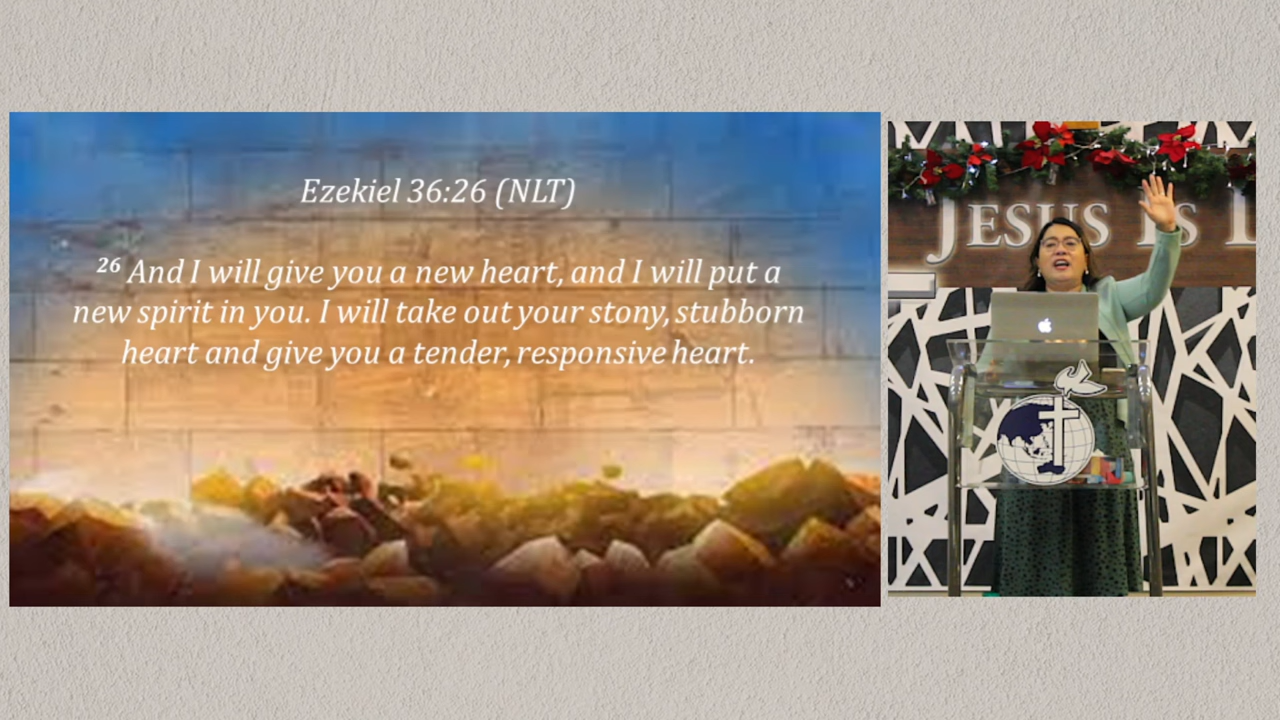 Ezekiel 36:26 (NLT)
26 And I will give you a new heart, and I will put a
new spirit in you. I will take out your stony, stubborn
heart and give you a tender, responsive heart.
JESUS IS L